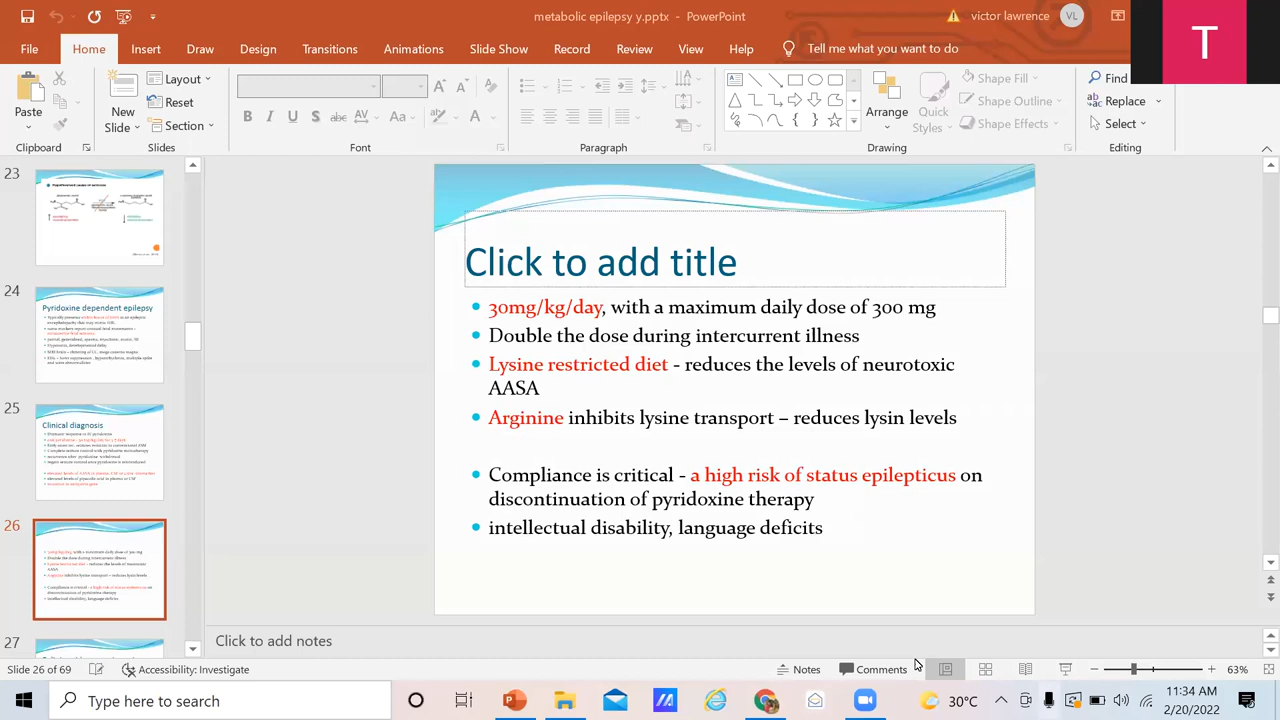 metabolic epilepsy y.pptx - PowerPoint
victor lawrence
VL
T
File
Home
Insert
Draw
Design
Transitions
Animations
Slide Show
Record
Review
View
Help
Tell me what you want to do
Paste
New
Slide
Layout
Reset
Section
Arrange
Quick
Styles
Shape Fill
Shape Outline
Shape Effects
Find
Replace
Select
Clipboard
Slides
Font
Paragraph
Drawing
Editing
23
24
Pyridoxine dependent epilepsy
25
Clinical diagnosis
26
27
Click to add title
30mg/kg/day, with a maximum daily dose of 300 mg
Double the dose during intercurrent illness
Lysine restricted diet - reduces the levels of neurotoxic
AASA
Arginine inhibits lysine transport – reduces lysin levels
Compliance is critical - a high risk of status epilepticus on
discontinuation of pyridoxine therapy
intellectual disability, language deficits
Click to add notes
Slide 26 of 69
Accessibility: Investigate
Notes
Comments
63%
Type here to search
30°C
11:34 AM
2/20/2022